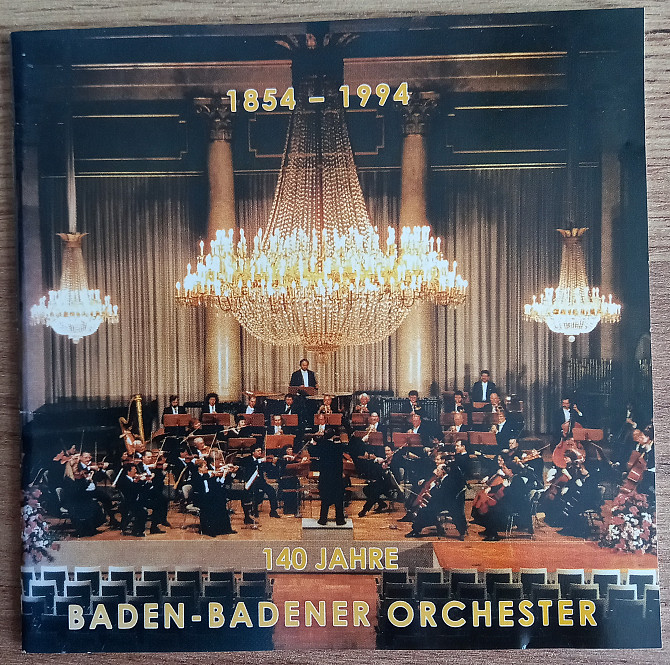 1854 – 1994
140 JAHRE
BADEN-BADENER ORCHESTER